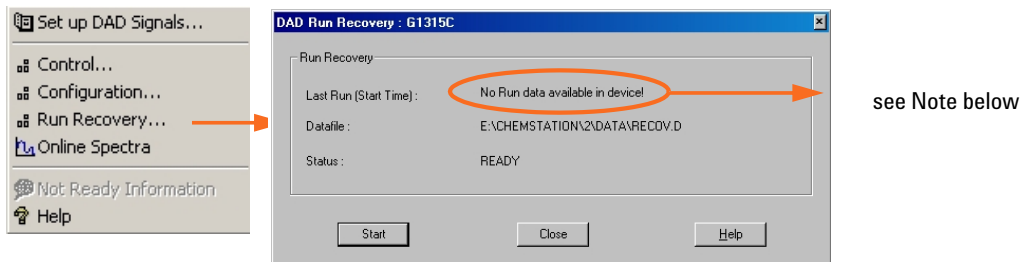 Set up DAD Signals...
Control...
Configuration...
Run Recovery...
Online Spectra
Not Ready Information
Help
DAD Run Recovery : G1315C
Run Recovery
Last Run (Start Time) : No Run data available in device!
Datafile : E:\CHEMSTATION\2\DATA\RECOV.D
Status : READY
Start Close Help
see Note below